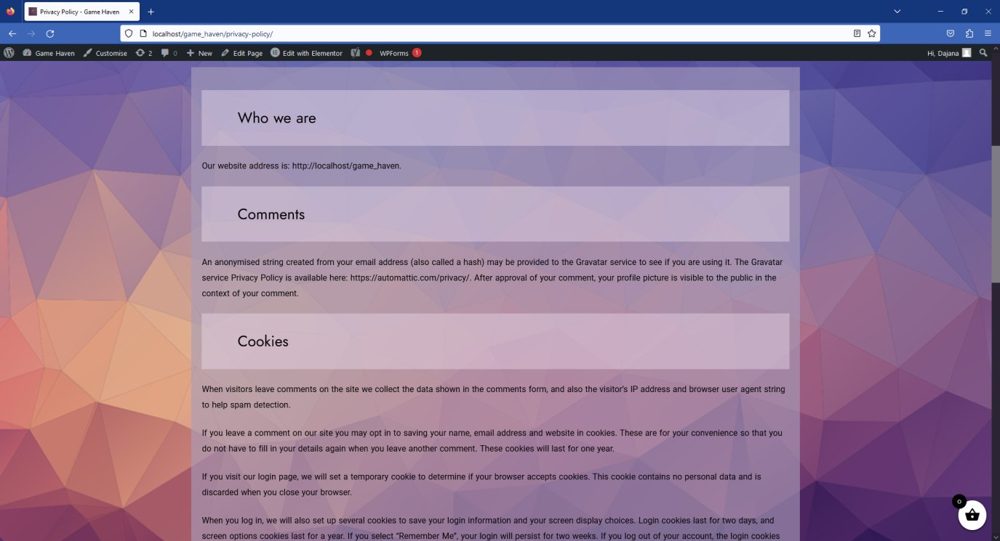 Privacy Policy - Game Haven
localhost/game_haven/privacy-policy/
Game Haven Customise 2 0 New Edit Page Edit with Elementor WPForms 1 Hi, Dajana
Who we are
Our website address is: http://localhost/game_haven.
Comments
An anonymised string created from your email address (also called a hash) may be provided to the Gravatar service to see if you are using it. The Gravatar
service Privacy Policy is available here: https://automattic.com/privacy/. After approval of your comment, your profile picture is visible to the public in the
context of your comment.
Cookies
When visitors leave comments on the site we collect the data shown in the comments form, and also the visitor’s IP address and browser user agent string
to help spam detection.
If you leave a comment on our site you may opt in to saving your name, email address and website in cookies. These are for your convenience so that you
do not have to fill in your details again when you leave another comment. These cookies will last for one year.
If you visit our login page, we will set a temporary cookie to determine if your browser accepts cookies. This cookie contains no personal data and is
discarded when you close your browser.
When you log in, we will also set up several cookies to save your login information and your screen display choices. Login cookies last for two days, and
screen options cookies last for a year. If you select “Remember Me”, your login will persist for two weeks. If you log out of your account, the login cookies
0